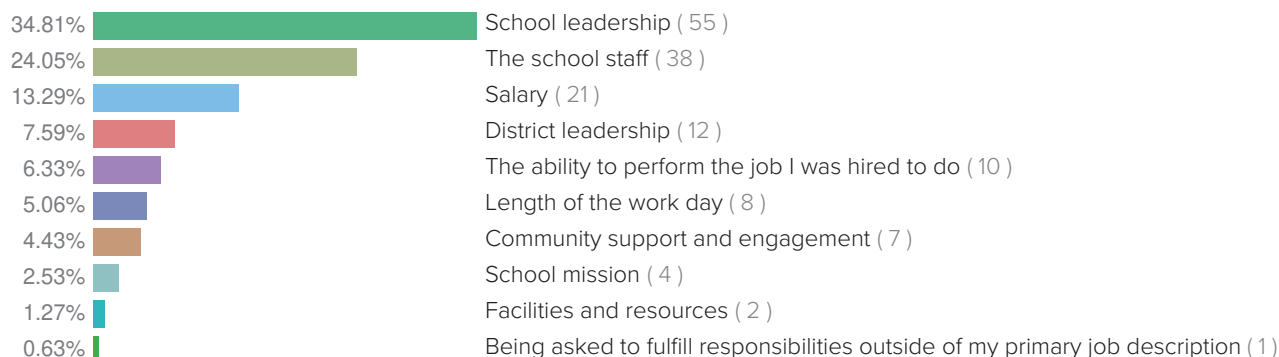 34.81% School leadership ( 55 )
24.05% The school staff ( 38 )
13.29% Salary ( 21 )
7.59% District leadership ( 12 )
6.33% The ability to perform the job I was hired to do ( 10 )
5.06% Length of the work day ( 8 )
4.43% Community support and engagement ( 7 )
2.53% School mission ( 4 )
1.27% Facilities and resources ( 2 )
0.63% Being asked to fulfill responsibilities outside of my primary job description ( 1 )